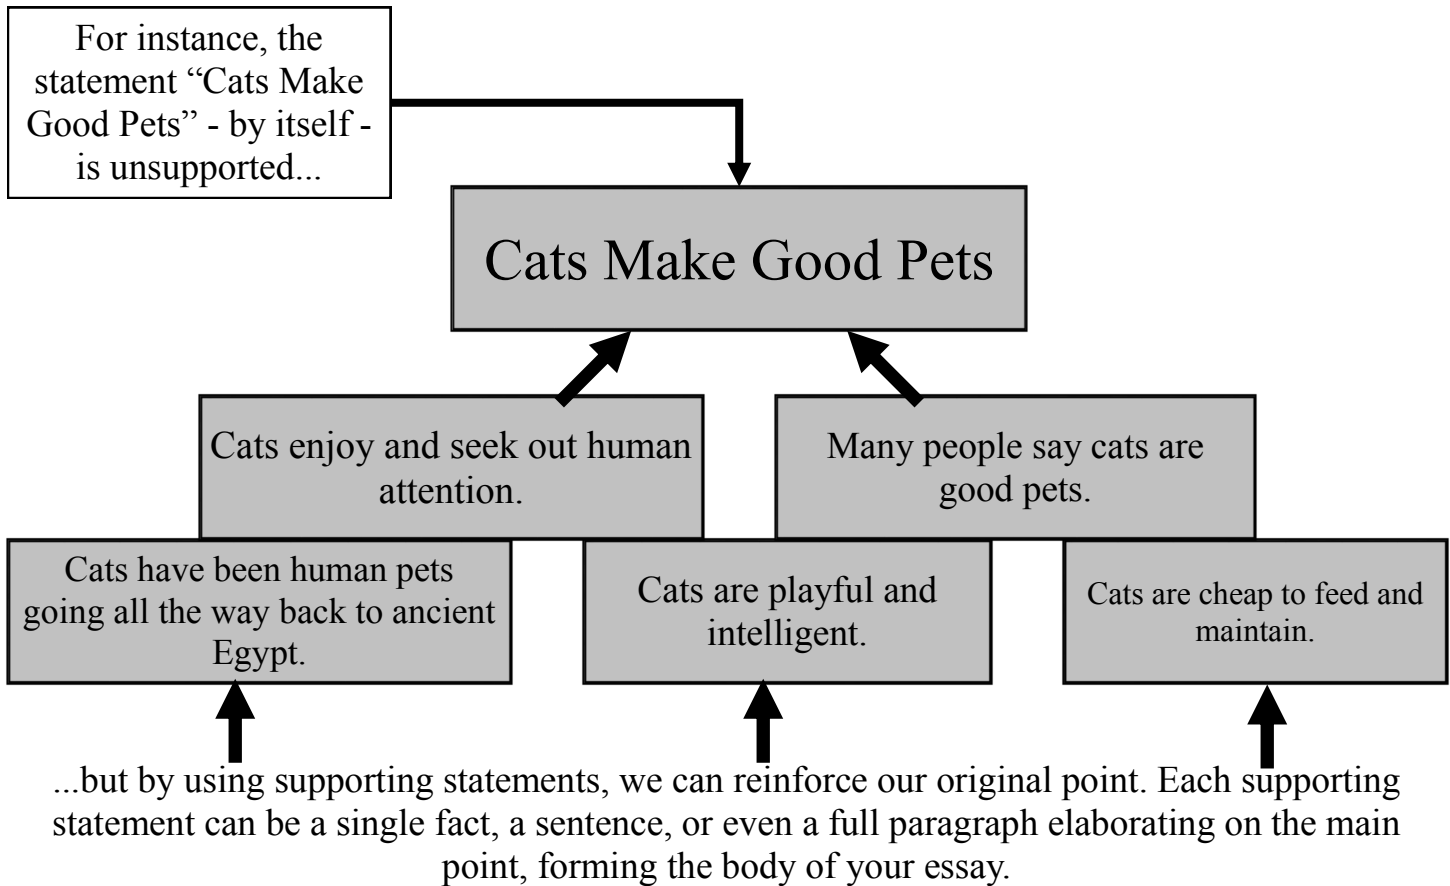 For instance, the
statement “Cats Make
Good Pets” - by itself -
is unsupported...
Cats Make Good Pets
Cats enjoy and seek out human
attention.
Many people say cats are
good pets.
Cats have been human pets
going all the way back to ancient
Egypt.
Cats are playful and
intelligent.
Cats are cheap to feed and
maintain.
...but by using supporting statements, we can reinforce our original point. Each supporting
statement can be a single fact, a sentence, or even a full paragraph elaborating on the main
point, forming the body of your essay.